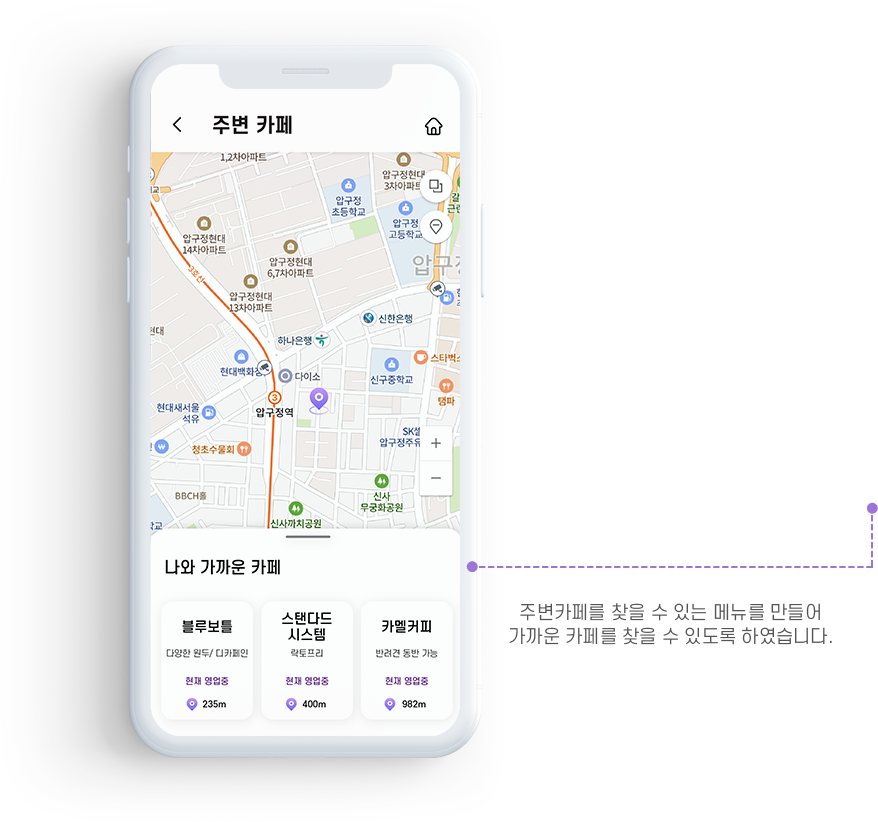 주변 카페
1,2차아파트
압구정현대
3차아파트
교
압구정
초등학교
압구정
고등학교
갈
근린
압구정현대
14차아파트
압구정현대
6,7차아파트
압구정
3호선
압구정현대
13차아파트
현대
신한은행
하나은행
현대백화점
다이소
신구중학교
스타벅스
템파
3
압구정역
현대새서울
석유
SK셀
압구정주유
청초수물회
BBCH홀
신사
무궁화공원
학교
신사까치공원
나와 가까운 카페
블루보틀
다양한 원두/ 디카페인
현재 영업중
235m
스탠다드
시스템
락토프리
현재 영업중
400m
카멜커피
반려견 동반 가능
현재 영업중
982m
주변카페를 찾을 수 있는 메뉴를 만들어
가까운 카페를 찾을 수 있도록 하였습니다.